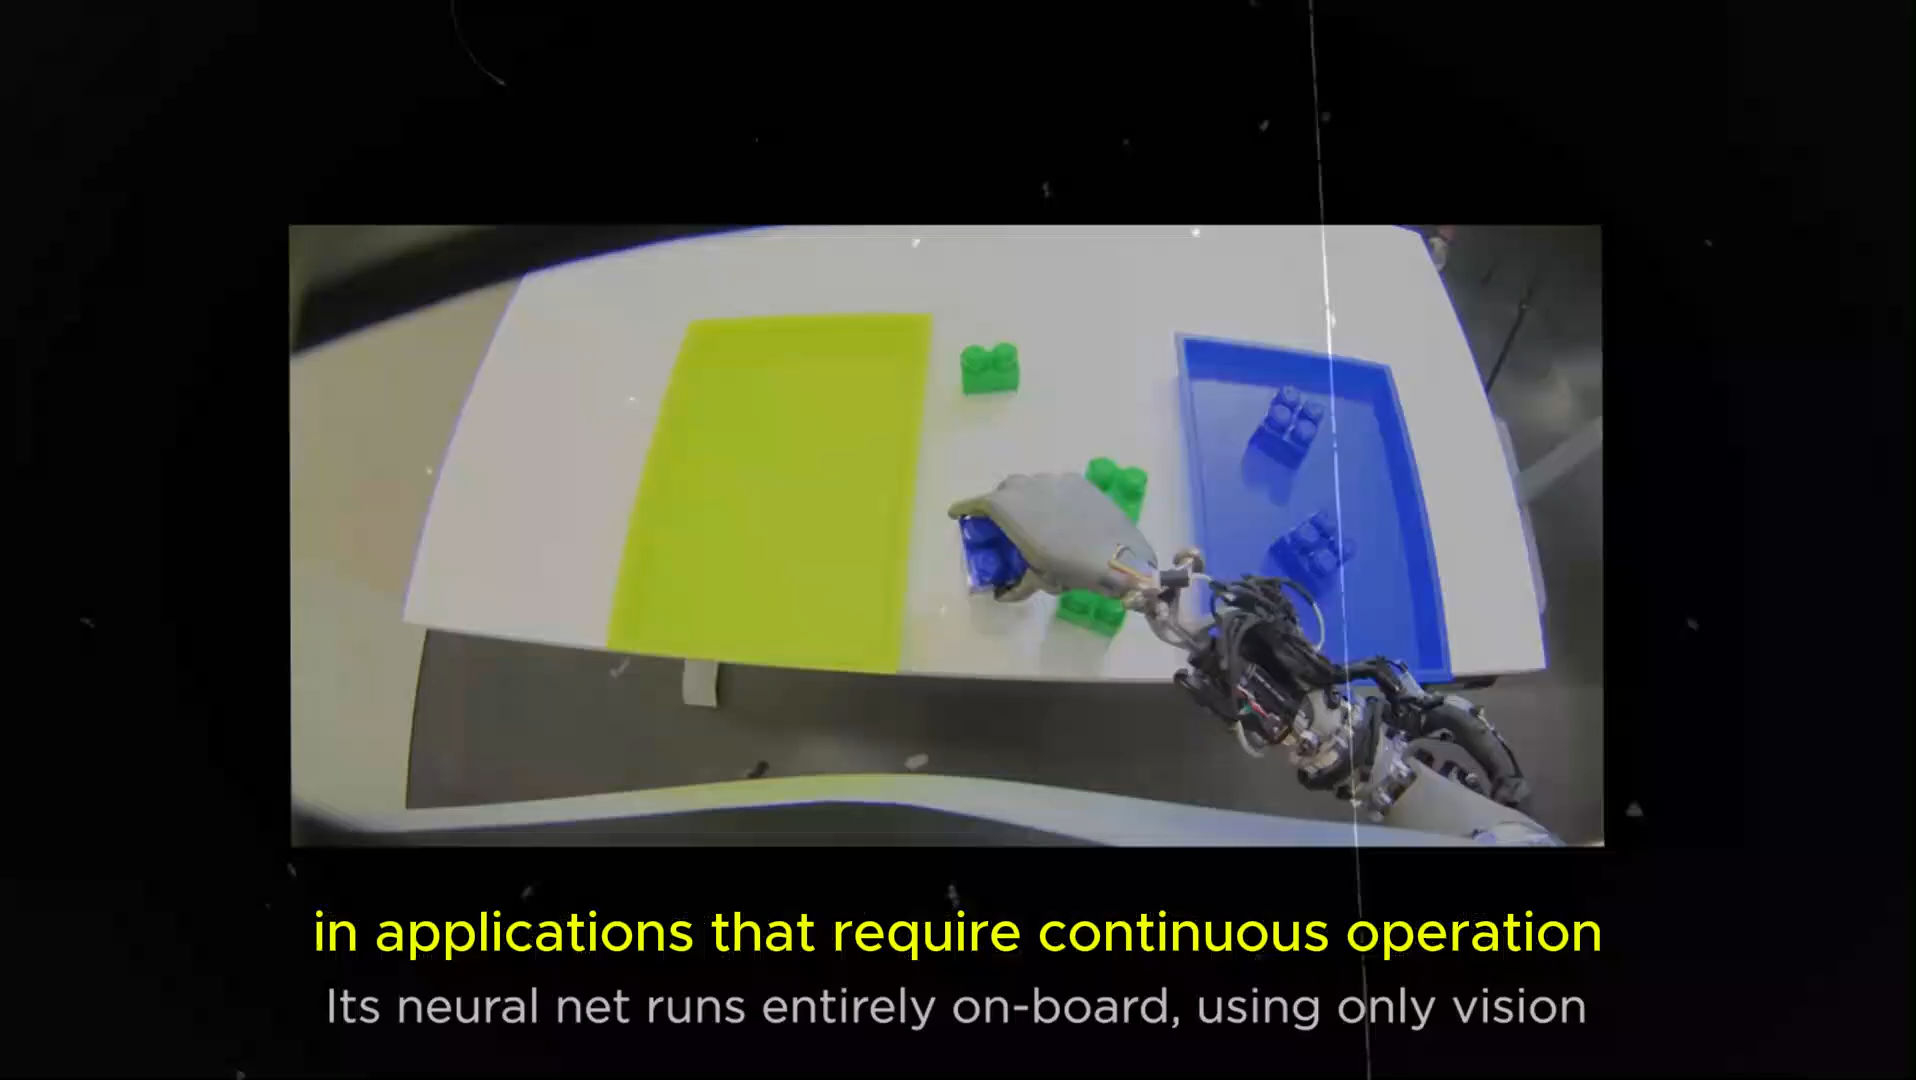 in applications that require continuous operation
Its neural net runs entirely on-board, using only vision